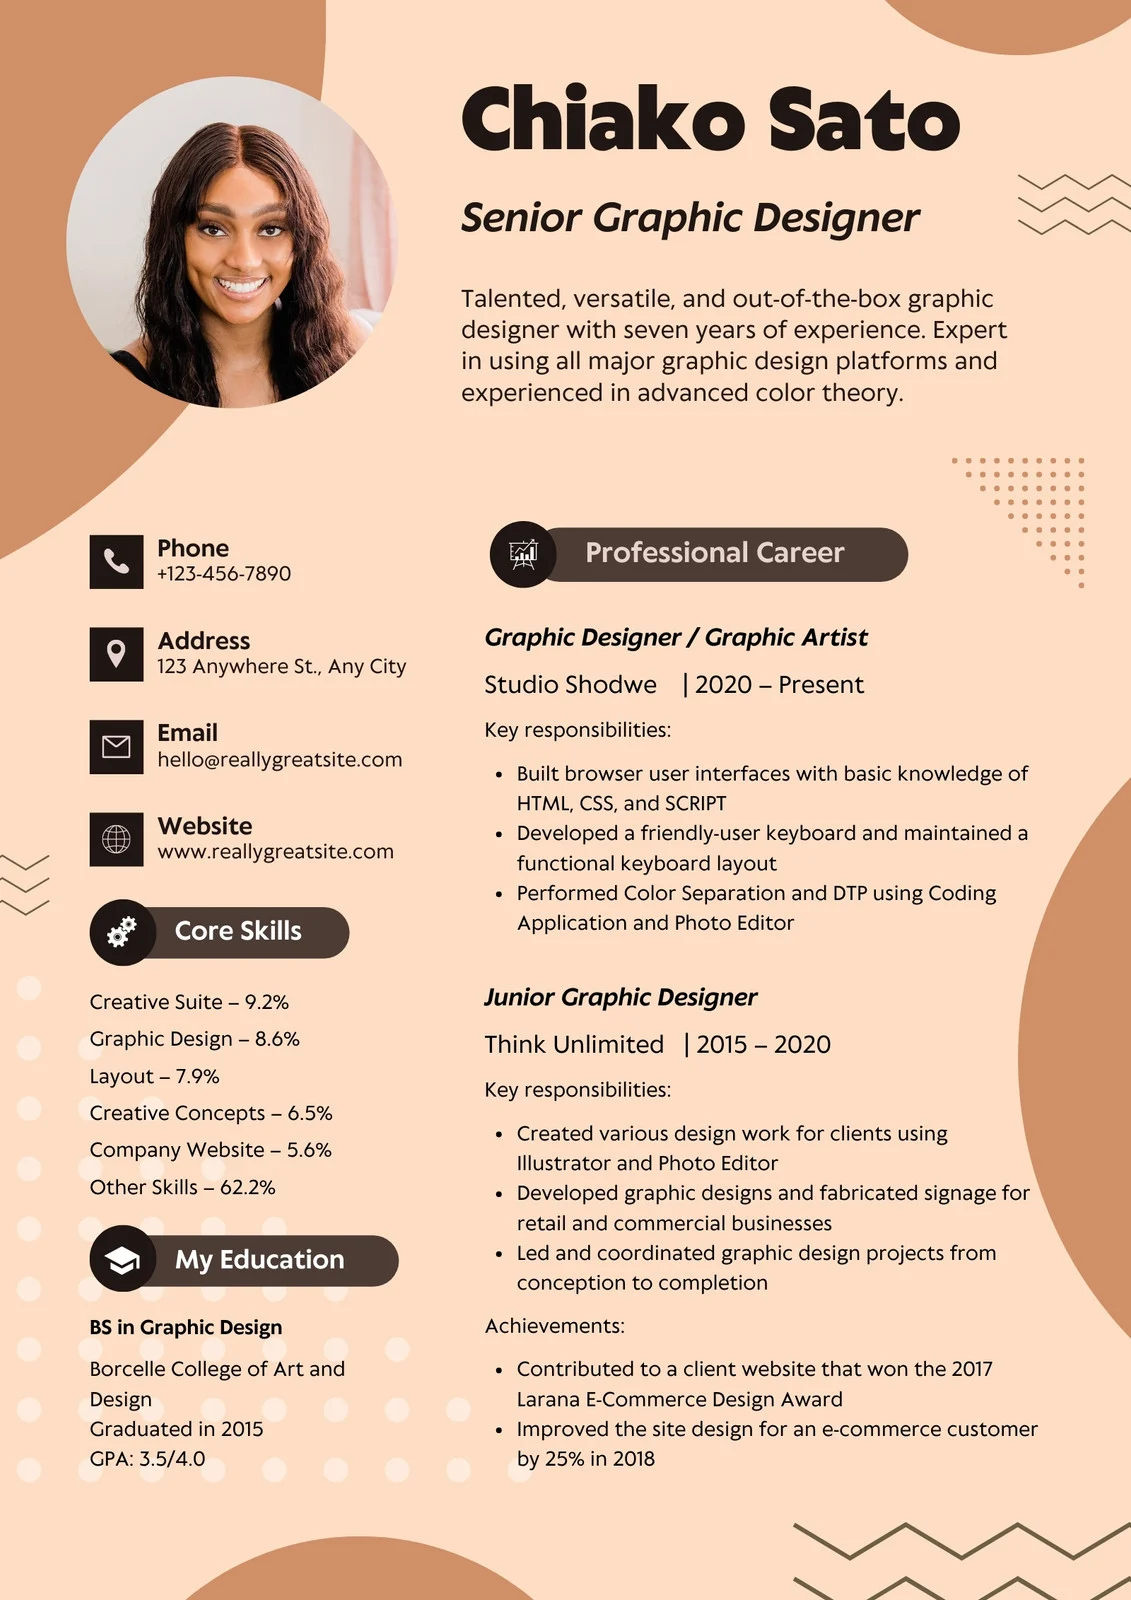 Chiako Sato
Senior Graphic Designer
Talented, versatile, and out-of-the-box graphic
designer with seven years of experience. Expert
in using all major graphic design platforms and
experienced in advanced color theory.
Phone
+123-456-7890
Address
123 Anywhere St., Any City
Email
hello@reallygreatsite.com
Website
www.reallygreatsite.com
Core Skills
Creative Suite – 9.2%
Graphic Design – 8.6%
Layout – 7.9%
Creative Concepts – 6.5%
Company Website – 5.6%
Other Skills – 62.2%
My Education
BS in Graphic Design
Borcelle College of Art and
Design
Graduated in 2015
GPA: 3.5/4.0
Professional Career
Graphic Designer / Graphic Artist
Studio Shodwe | 2020 – Present
Key responsibilities:
• Built browser user interfaces with basic knowledge of
HTML, CSS, and SCRIPT
• Developed a friendly-user keyboard and maintained a
functional keyboard layout
• Performed Color Separation and DTP using Coding
Application and Photo Editor
Junior Graphic Designer
Think Unlimited | 2015 – 2020
Key responsibilities:
• Created various design work for clients using
Illustrator and Photo Editor
• Developed graphic designs and fabricated signage for
retail and commercial businesses
• Led and coordinated graphic design projects from
conception to completion
Achievements:
• Contributed to a client website that won the 2017
Larana E-Commerce Design Award
• Improved the site design for an e-commerce customer
by 25% in 2018